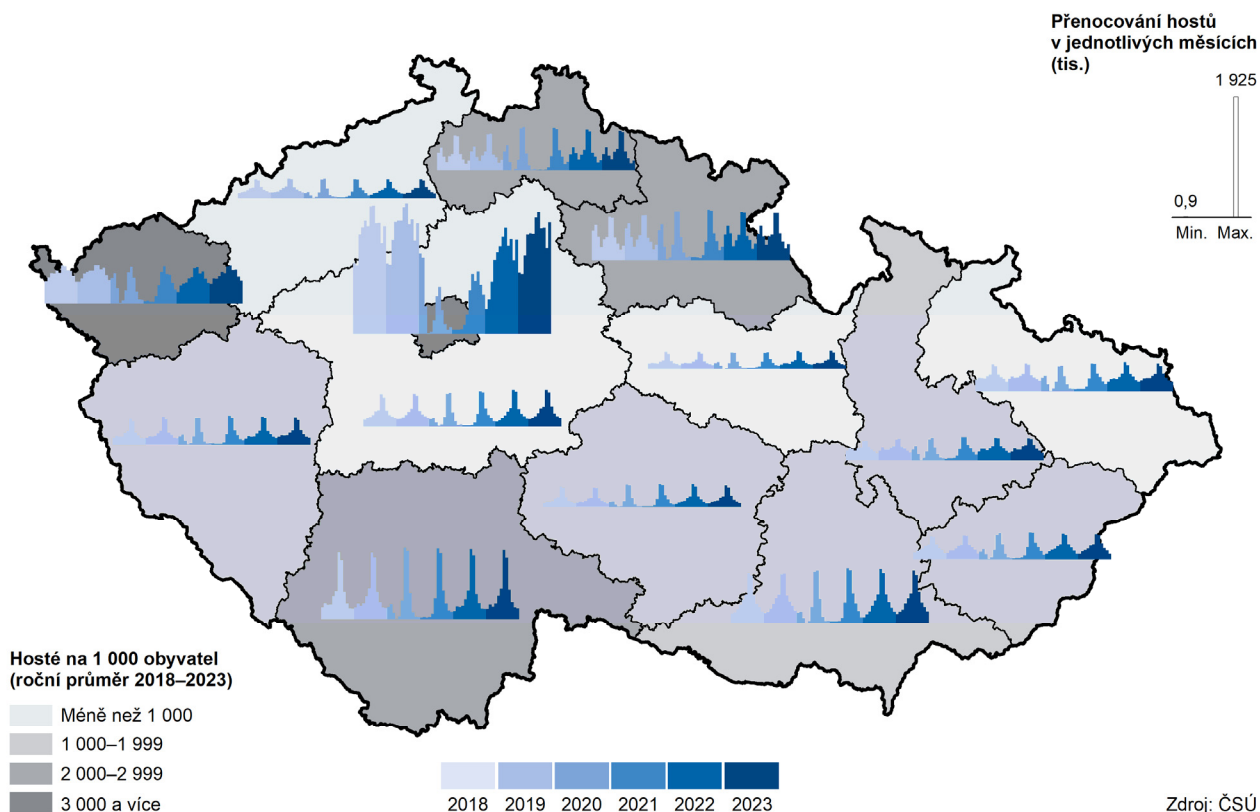 Přenocování hostů
v jednotlivých měsících
(tis.)
1 925
0,9
Min. Max.
Hosté na 1 000 obyvatel
(roční průměr 2018–2023)
Méně než 1 000
1 000–1 999
2 000–2 999
3 000 a více
2018 2019 2020 2021 2022 2023
Zdroj: ČSÚ